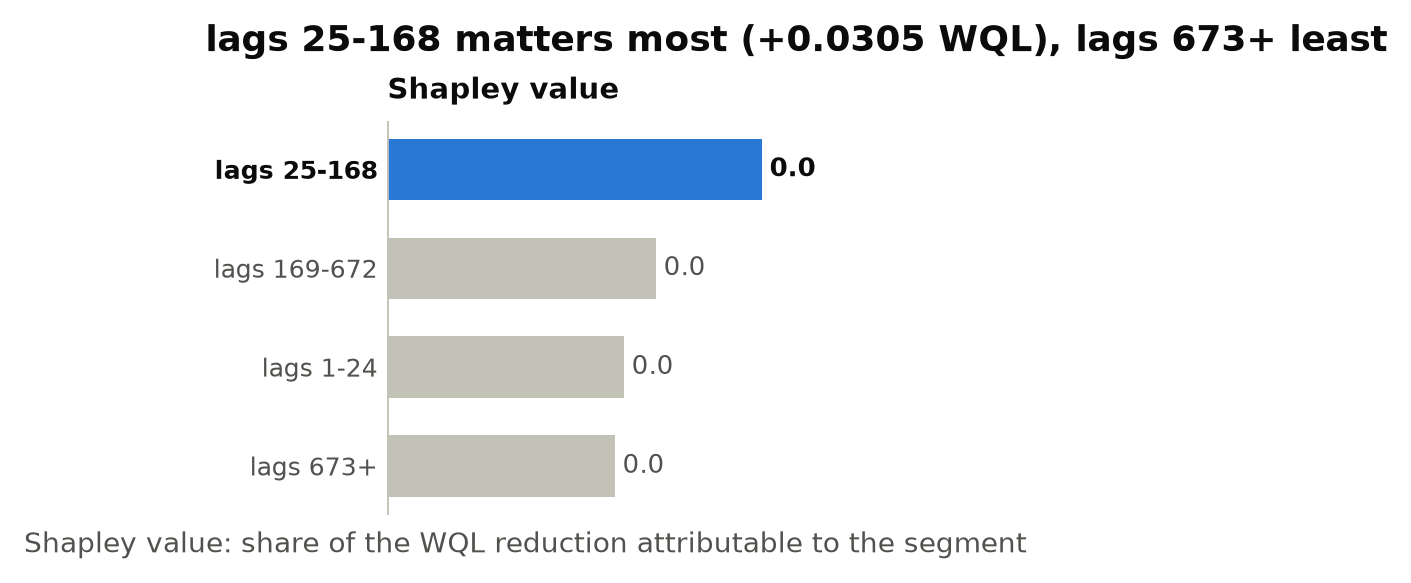 lags 25-168 matters most (+0.0305 WQL), lags 673+ least
Shapley value
lags 25-168 0.0
lags 169-672 0.0
lags 1-24 0.0
lags 673+ 0.0
Shapley value: share of the WQL reduction attributable to the segment